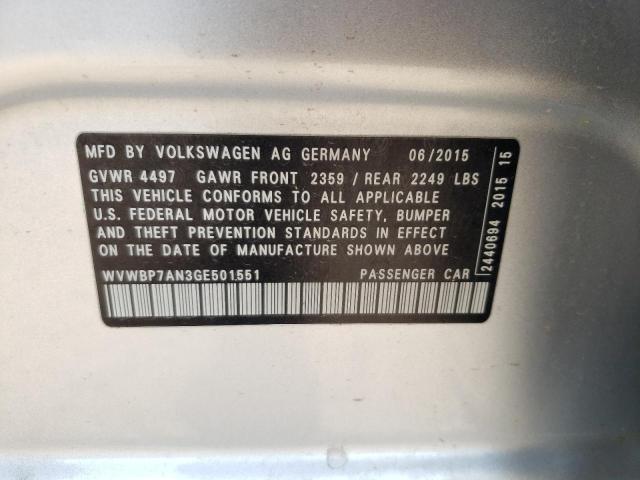 MFD BY VOLKSWAGEN AG GERMANY 06/2015
GVWR 4497 GAWR FRONT 2359 / REAR 2249 LBS
THIS VEHICLE CONFORMS TO ALL APPLICABLE
U.S. FEDERAL MOTOR VEHICLE SAFETY, BUMPER
AND THEFT PREVENTION STANDARDS IN EFFECT
ON THE DATE OF MANUFACTURE SHOWN ABOVE
WVWBP7AN3GE501551 PASSENGER CAR
2440694 2015 15